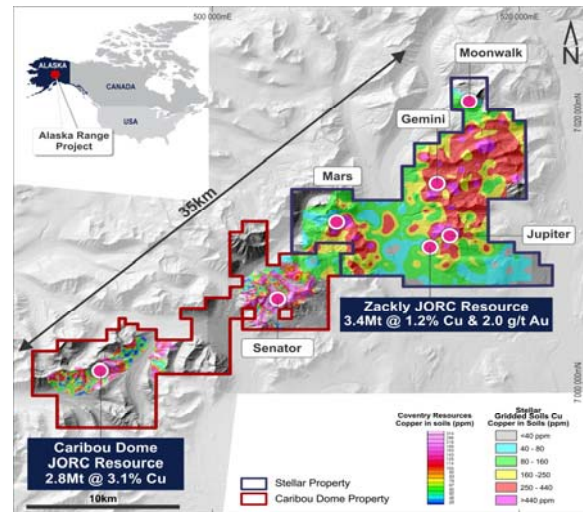 500 000mE
520 000mE
N
ALASKA
CANADA
USA
Alaska Range
Project
Moonwalk
7 020 000mN
Gemini
35km
Mars
Jupiter
Zackly JORC Resource
3.4Mt @ 1.2% Cu & 2.0 g/t Au
Senator
7 000 000mN
Caribou Dome
JORC Resource
2.8Mt @ 3.1% Cu
10km
Stellar Property
Caribou Dome Property
Coventry Resources
Copper in soils (ppm)
Stellar
Gridded Soils Cu
Copper in Soils (ppm)
<40 ppm
40 - 80
80 - 160
160 -250
250 - 440
>440 ppm